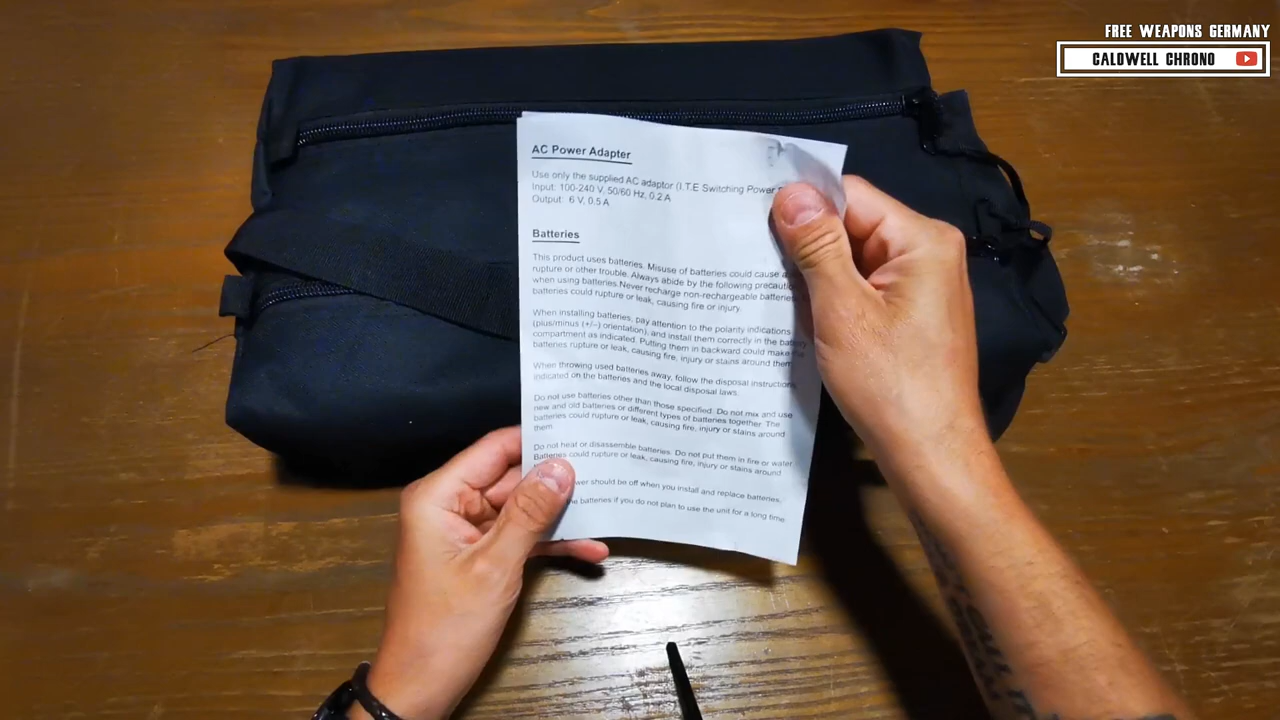 FREE WEAPONS GERMANY
CALDWELL CHRONO
AC Power Adapter
Use only the supplied AC adaptor (I.T.E Switching Power
Input: 100-240 V, 50/60 Hz, 0.2 A
Output: 6 V, 0.5 A
Batteries
This product uses batteries. Misuse of batteries could cause a
rupture or other trouble. Always abide by the following precautio
when using batteries.Never recharge non-rechargeable batteries
batteries could rupture or leak, causing fire or injury.
When installing batteries, pay attention to the polarity indications
(plus/minus (+/−) orientation), and install them correctly in the battery
compartment as indicated. Putting them in backward could make the
batteries rupture or leak, causing fire, injury or stains around them
When throwing used batteries away, follow the disposal instructions
indicated on the batteries and the local disposal laws.
Do not use batteries other than those specified. Do not mix and use
new and old batteries or different types of batteries together. The
batteries could rupture or leak, causing fire, injury or stains around
them.
Do not heat or disassemble batteries. Do not put them in fire or water.
Batteries could rupture or leak, causing fire, injury or stains around
wer should be off when you install and replace batteries.
he batteries if you do not plan to use the unit for a long time.